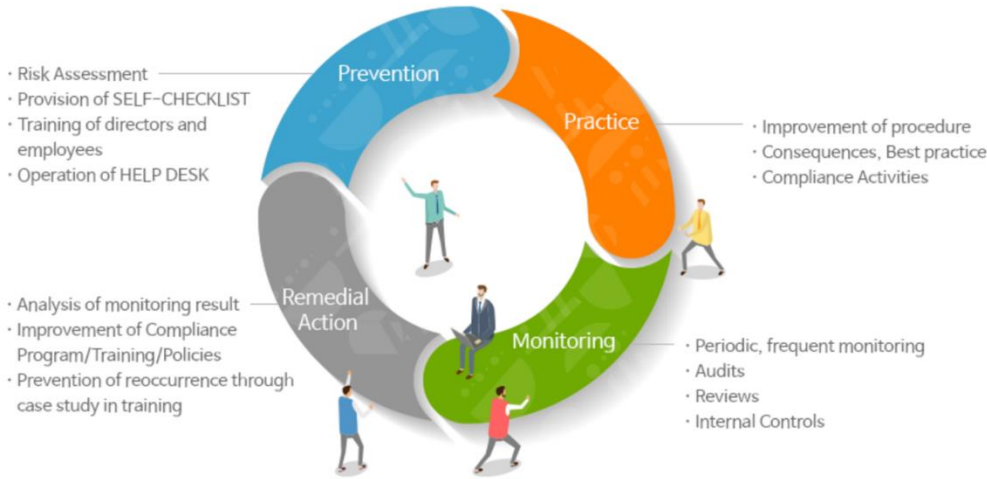 Prevention
· Risk Assessment
· Provision of SELF-CHECKLIST
· Training of directors and
employees
· Operation of HELP DESK
Practice
· Improvement of procedure
· Consequences, Best practice
· Compliance Activities
Monitoring
· Periodic, frequent monitoring
· Audits
· Reviews
· Internal Controls
Remedial
Action
· Analysis of monitoring result
· Improvement of Compliance
Program/Training/Policies
· Prevention of reoccurrence through
case study in training